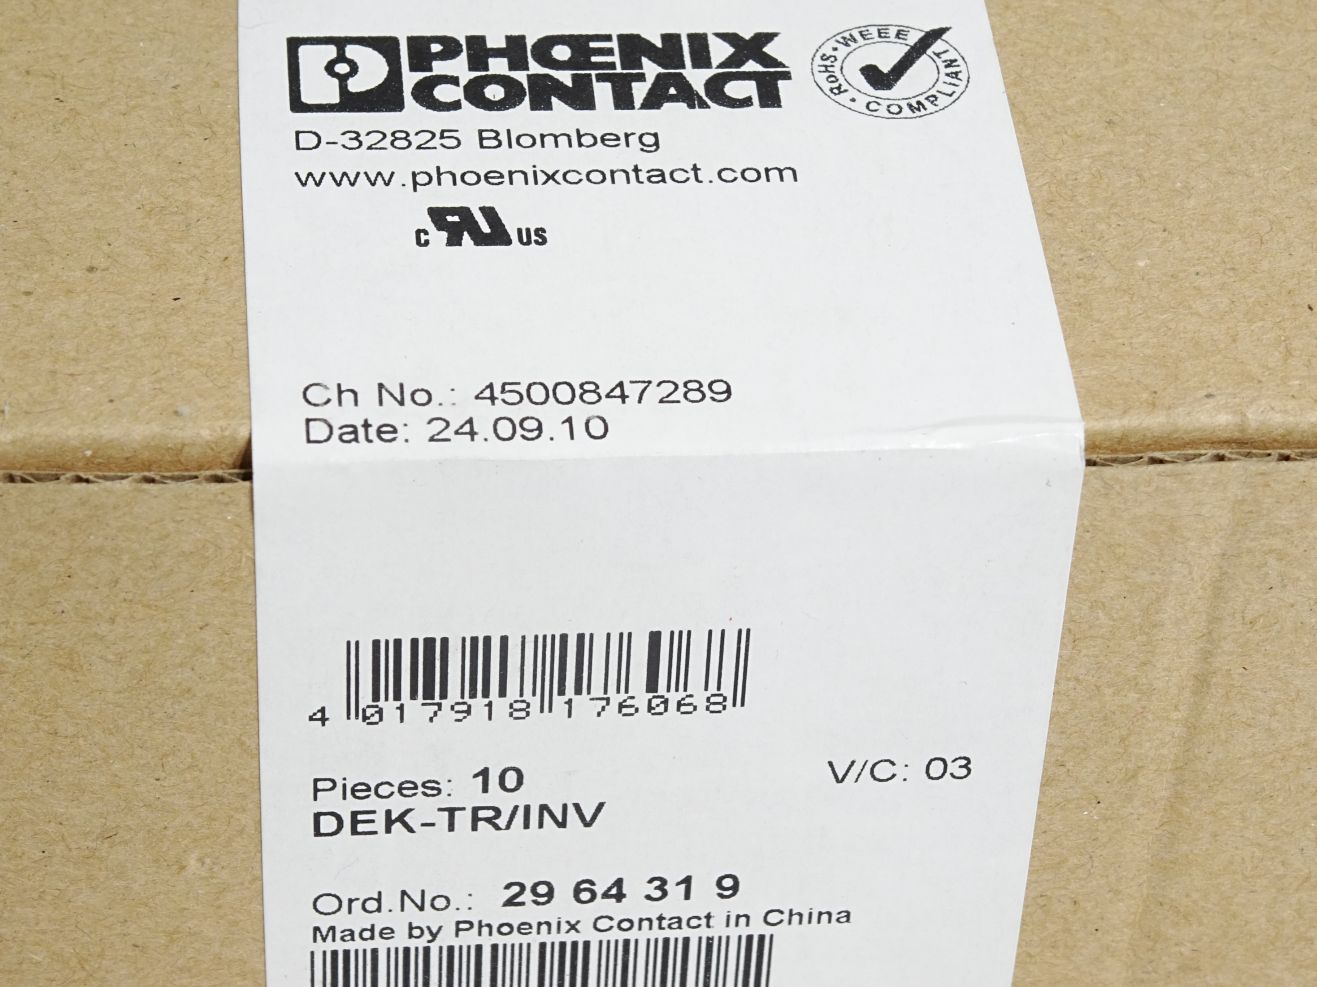 PHŒNIX
CONTACT
WEEE
RoHS
COMPLIANT
D-32825 Blomberg
www.phoenixcontact.com
c RU us
Ch No.: 4500847289
Date: 24.09.10
4 017918 176068
Pieces: 10
V/C: 03
DEK-TR/INV
Ord.No.: 29 64 31 9
Made by Phoenix Contact in China